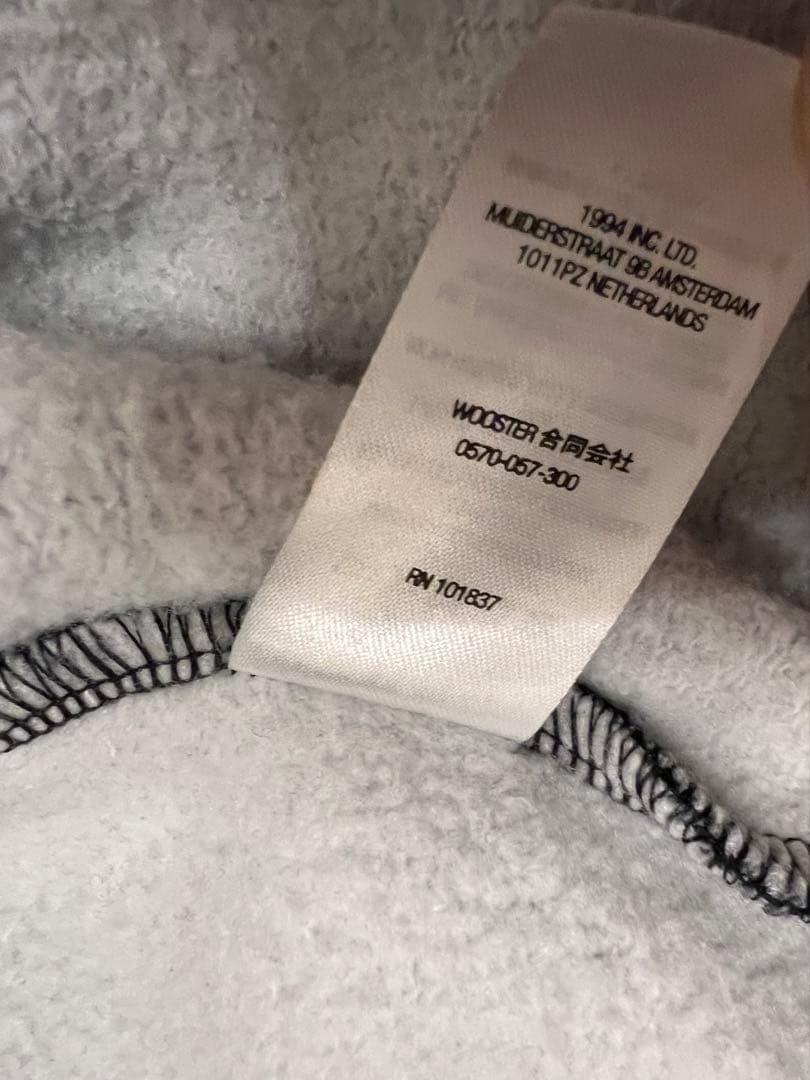 1994 INC. LTD.
MUIDERSTRAAT 9B AMSTERDAM
1011PZ NETHERLANDS
WOOSTER 合同会社
0570-057-300
RN 101837